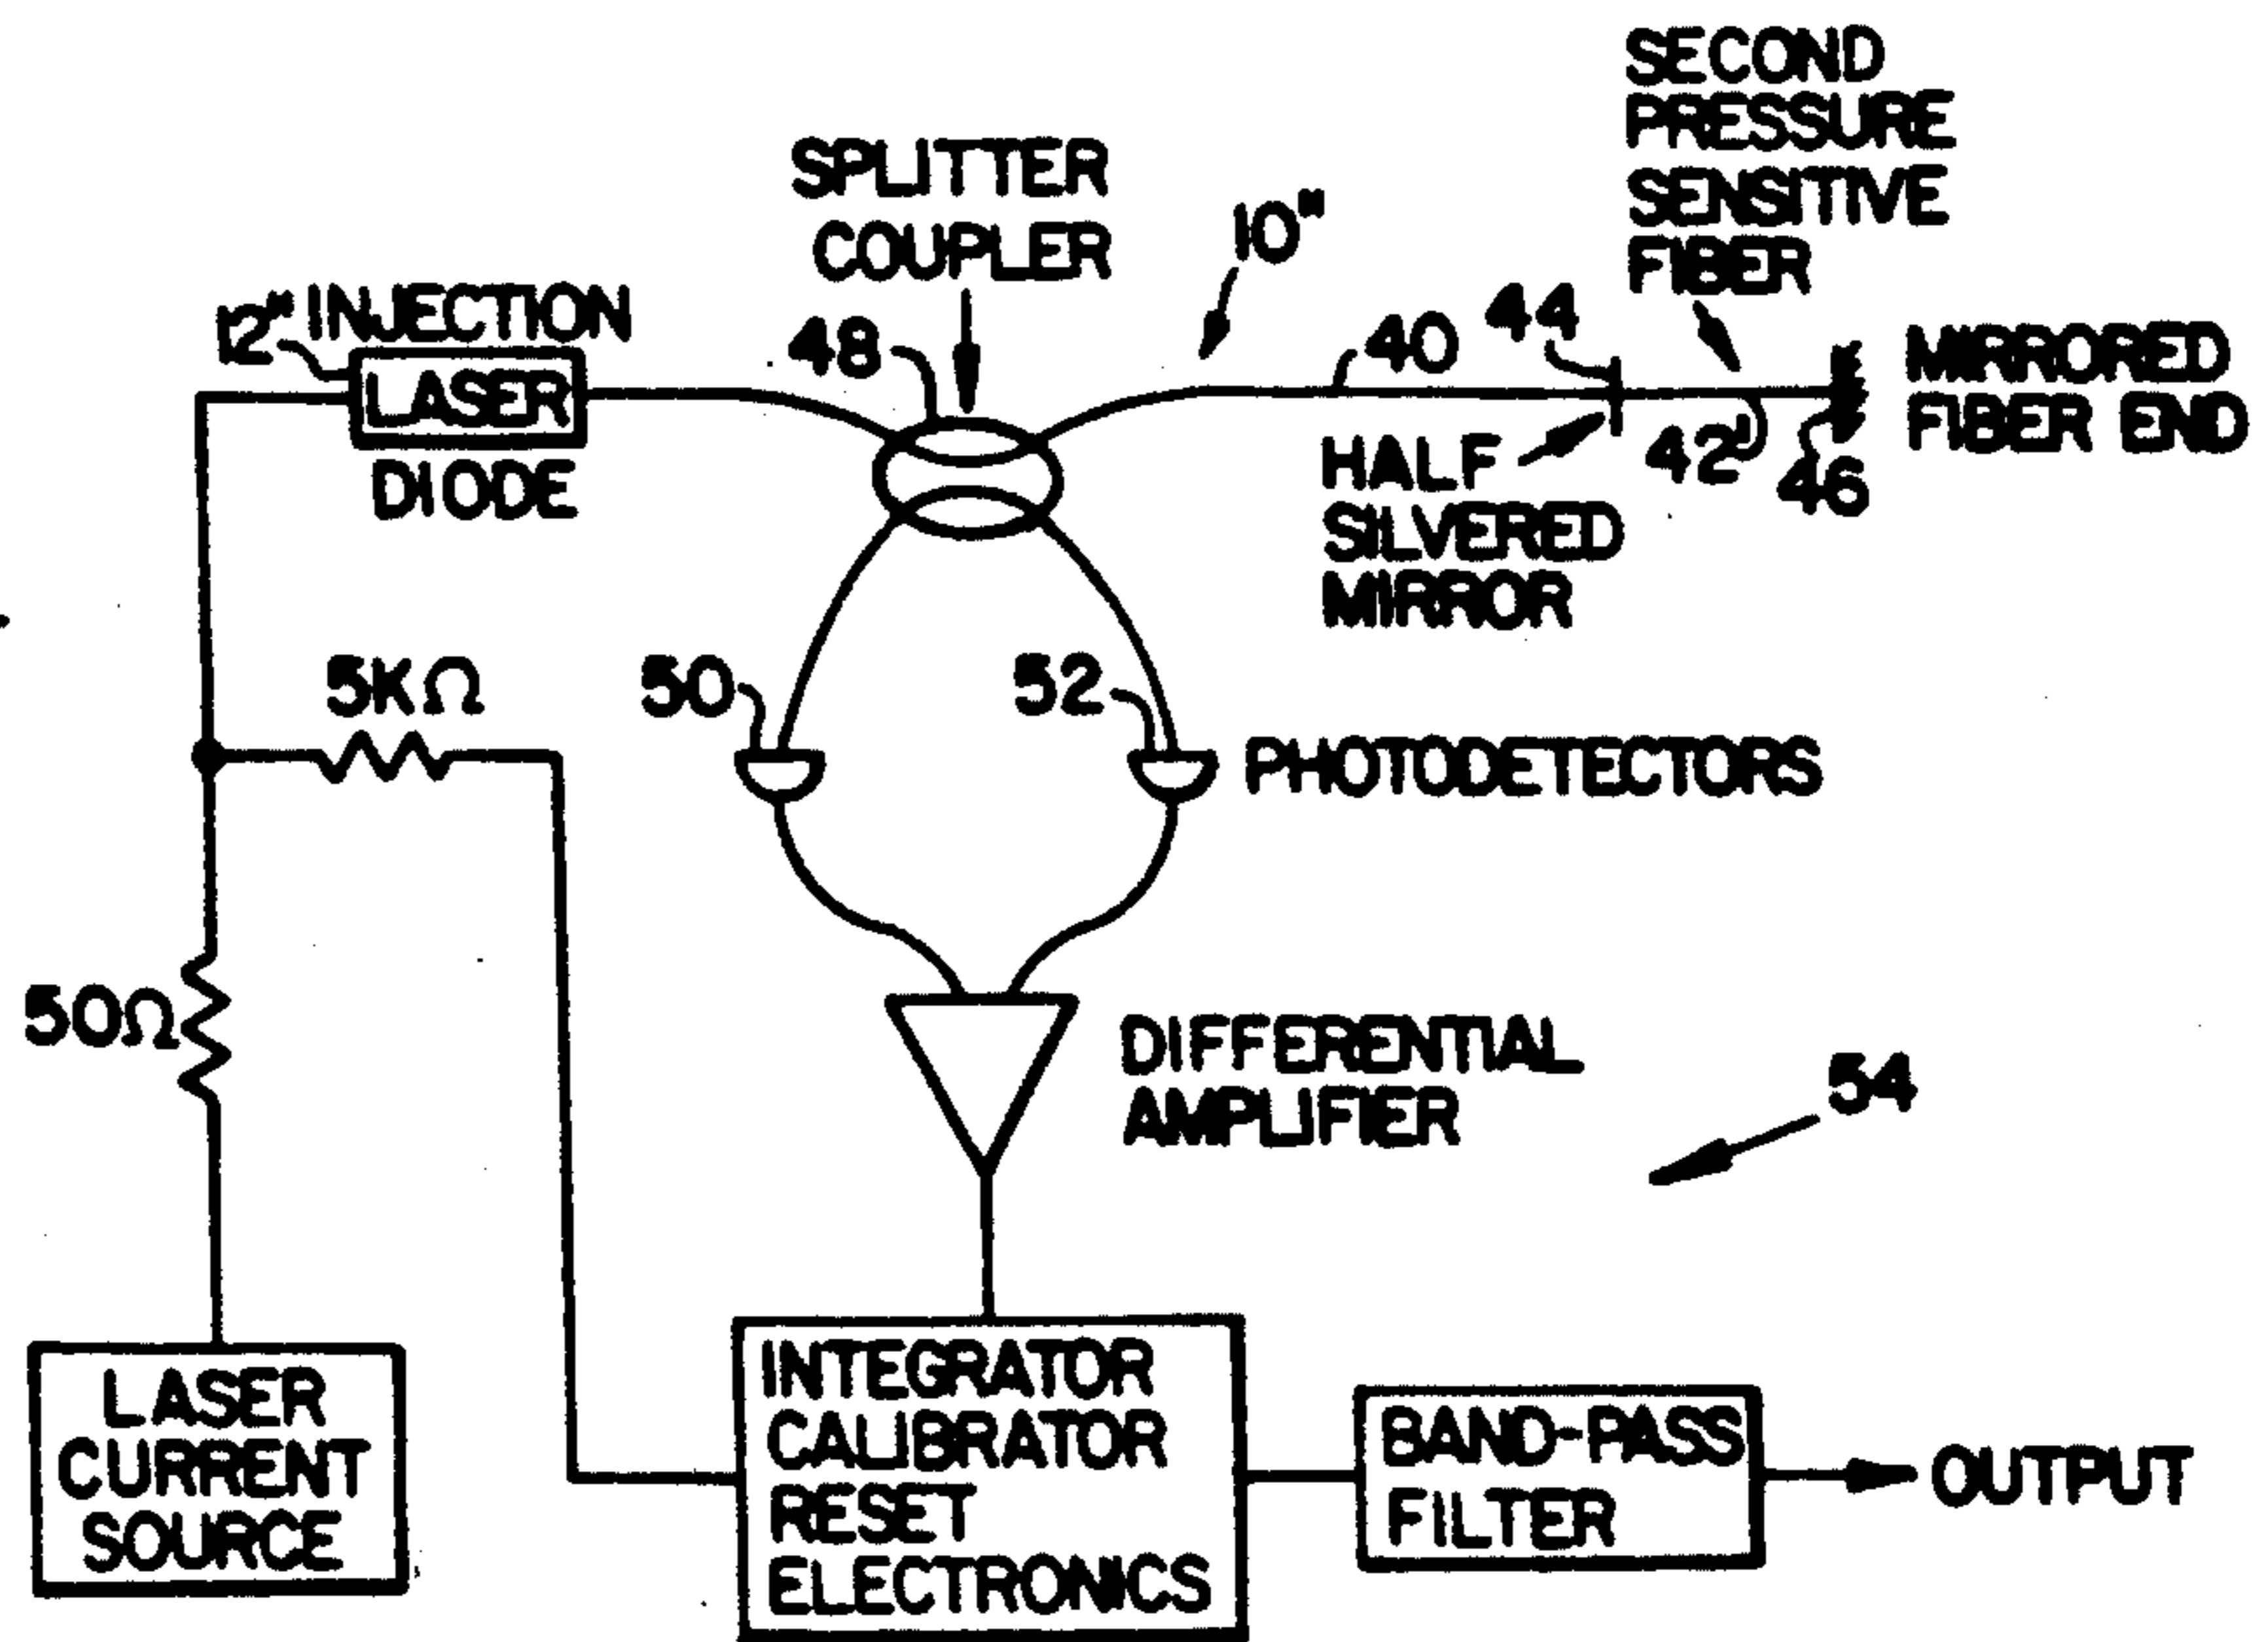 SECOND
PRESSURE
SENSITIVE
FIBER
SPLITTER
COUPLER
10"
12" INJECTION
LASER
DIODE
48
40
44
MIRRORED
FIBER END
HALF
SILVERED
MIRROR
42'
46
5KΩ
50
52
PHOTODETECTORS
50Ω
DIFFERENTIAL
AMPLIFIER
54
LASER
CURRENT
SOURCE
INTEGRATOR
CALIBRATOR
RESET
ELECTRONICS
BAND-PASS
FILTER
OUTPUT